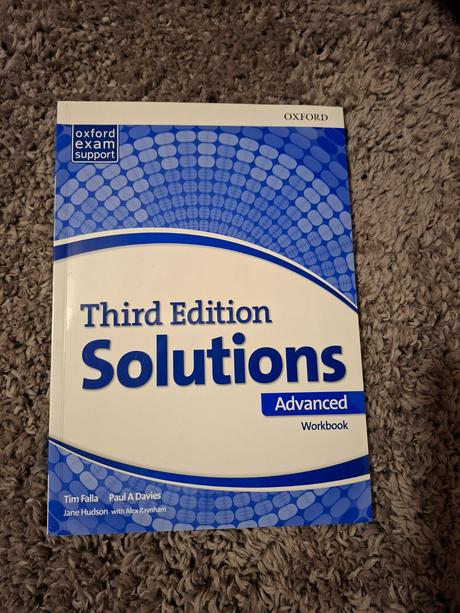 OXFORD
oxford
exam
support
Third Edition
Solutions
Advanced
Workbook
Tim Falla Paul A Davies
Jane Hudson with Alex Raynham